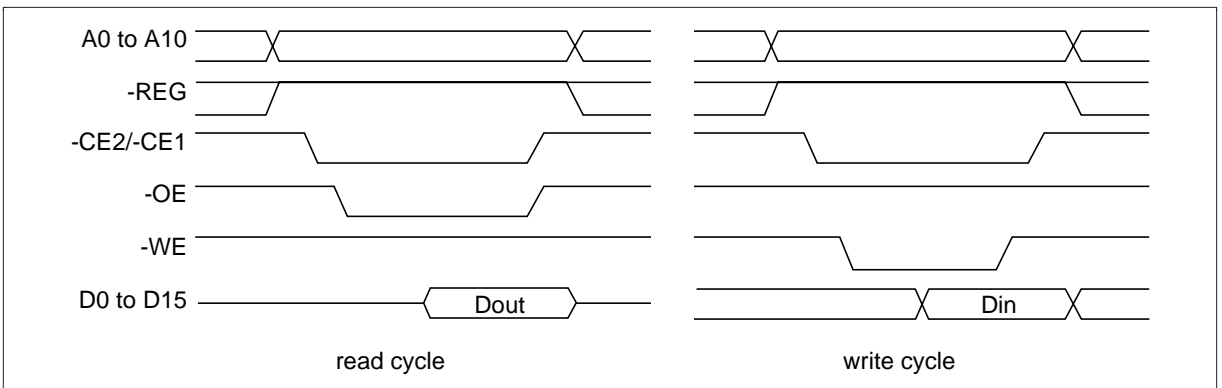 A0 to A10
-REG
-CE2/-CE1
-OE
-WE
D0 to D15 Dout Din
read cycle write cycle